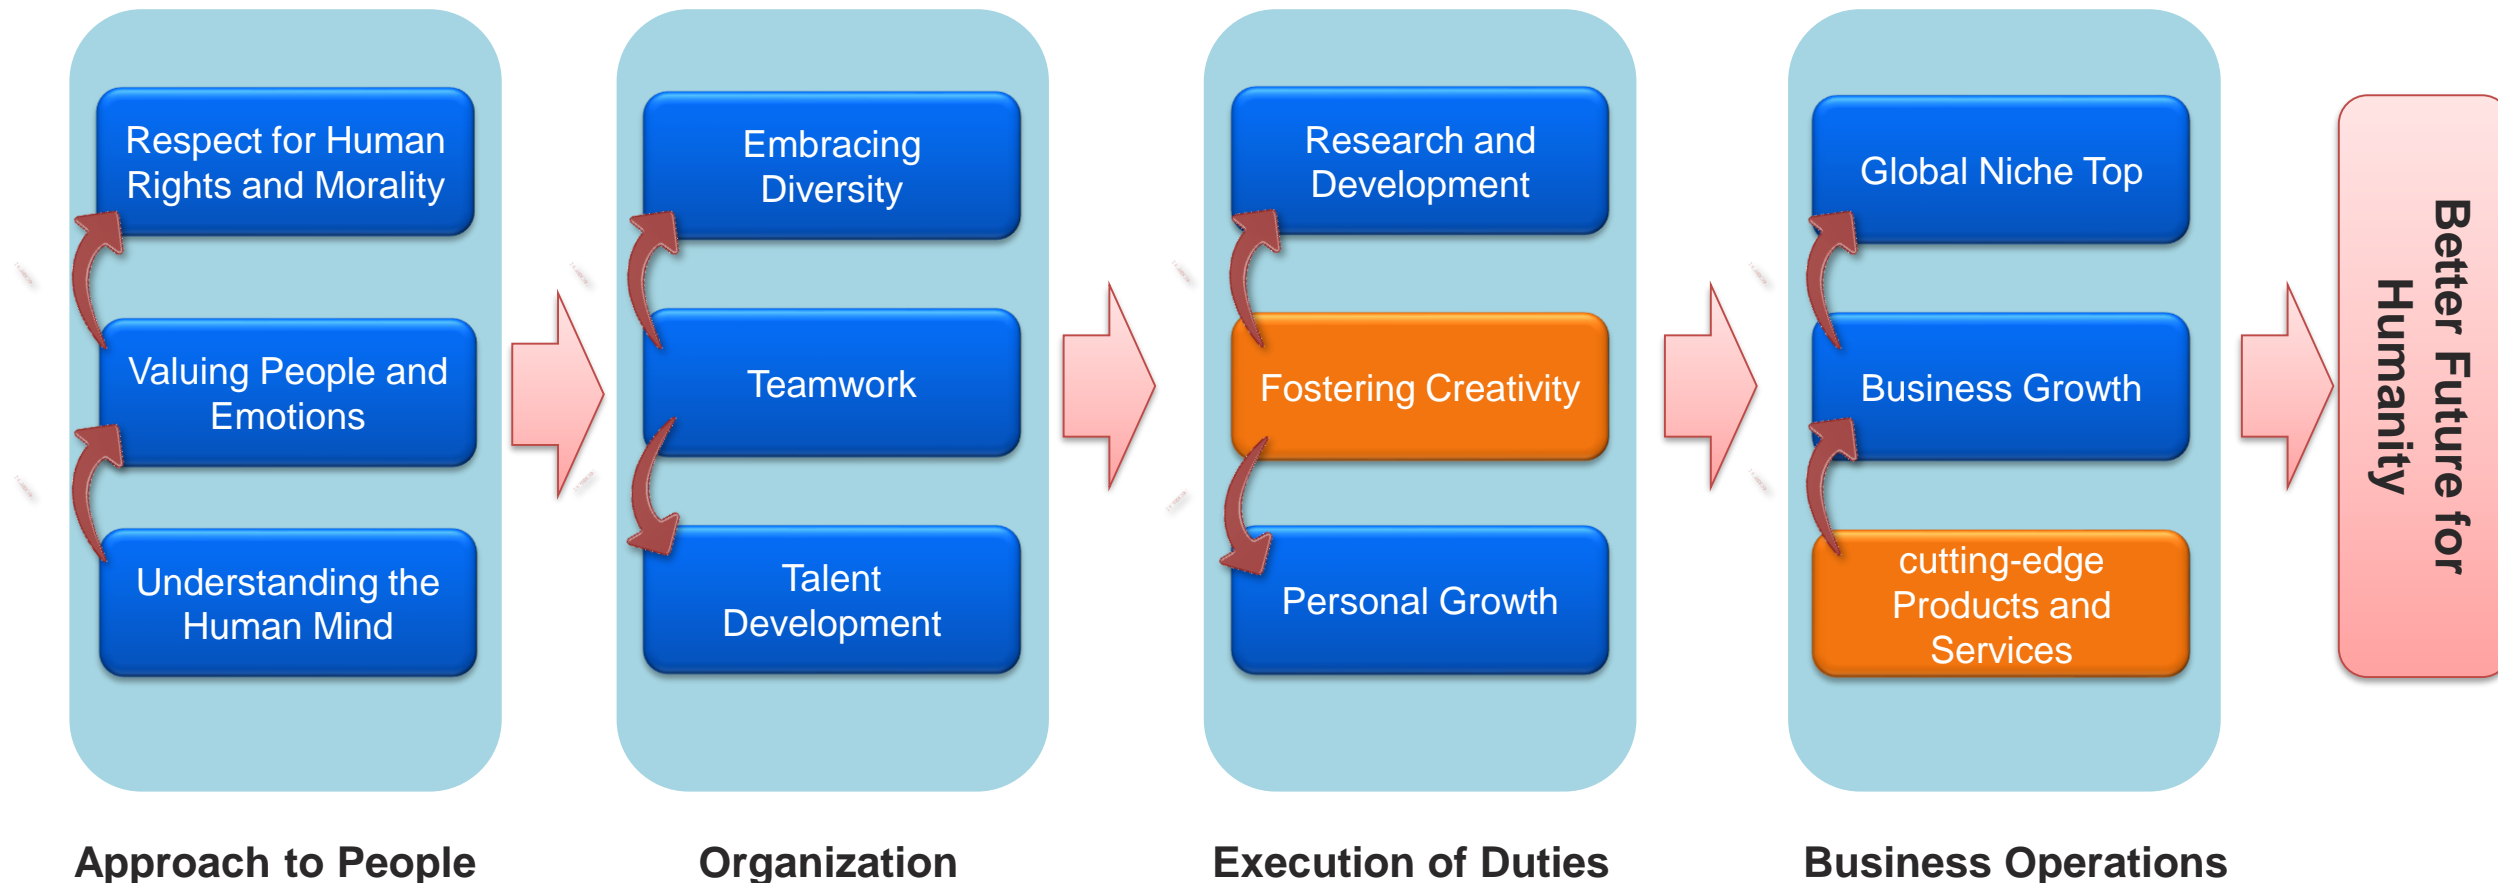 Respect for Human
Rights and Morality
Valuing People and
Emotions
Understanding the
Human Mind
Approach to People
Embracing
Diversity
Teamwork
Talent
Development
Organization
Research and
Development
Fostering Creativity
Personal Growth
Execution of Duties
Global Niche Top
Business Growth
cutting-edge
Products and
Services
Business Operations
Better Future for
Humanity